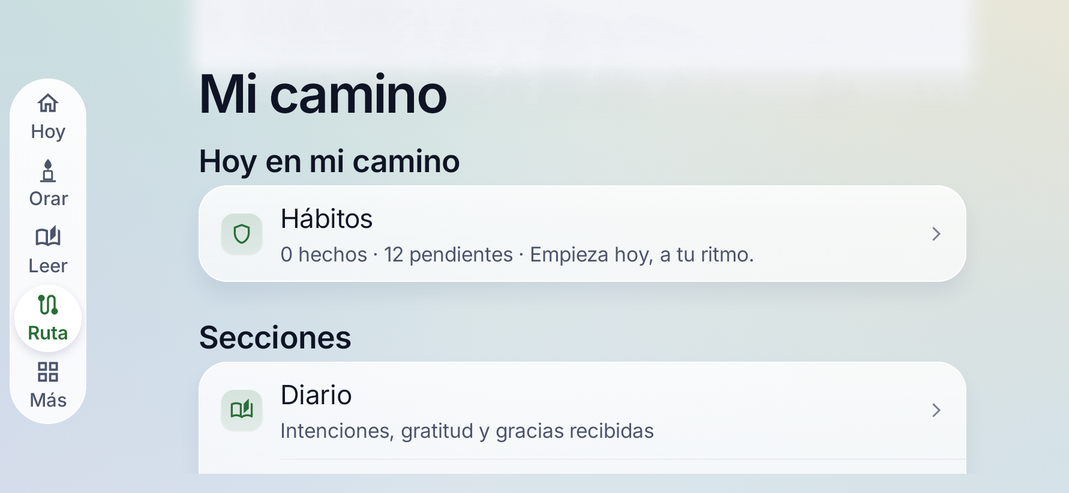 Mi camino
Hoy en mi camino
Hábitos
0 hechos · 12 pendientes · Empieza hoy, a tu ritmo.
Secciones
Diario
Intenciones, gratitud y gracias recibidas
Hoy
Orar
Leer
Ruta
Más